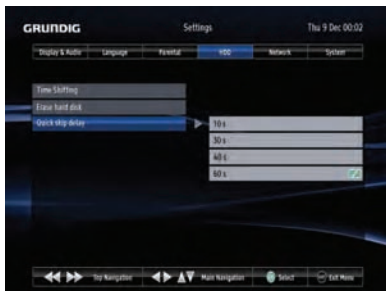 GRUNDIG
Settings
Thu 9 Dec 00:02
Display & Audio
Language
Parental
HDD
Network
System
Time Shifting
Erase hard disk
Quick skip delay
10 s
30 s
40 s
60 s
Top Navigation
Main Navigation
Select
Exit Menu